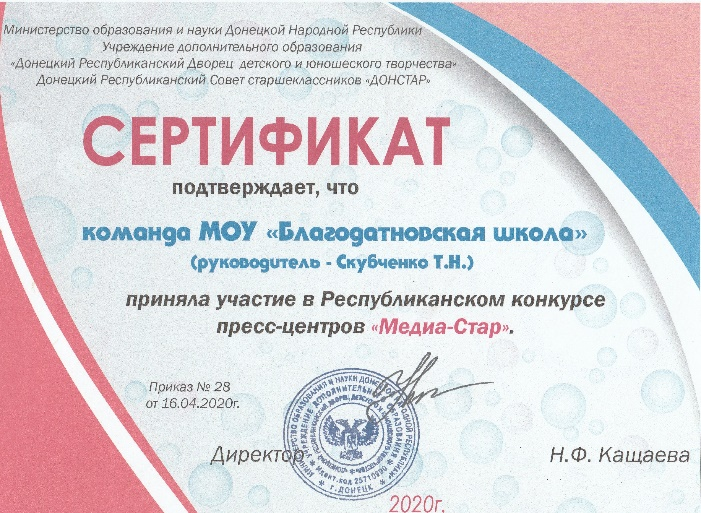 Министерство образования и науки Донецкой Народной Республики
Учреждение дополнительного образования
«Донецкий Республиканский Дворец детского и юношеского творчества»
Донецкий Республиканский Совет старшеклассников «ДОНСТАР»
СЕРТИФИКАТ
подтверждает, что
команда МОУ «Благодатновская школа»
(руководитель - Скубченко Т.Н.)
приняла участие в Республиканском конкурсе
пресс-центров «Медиа-Стар».
Приказ № 28
от 16.04.2020г.
Директор
Н.Ф. Кащаева
г. ДОНЕЦК
2020г.